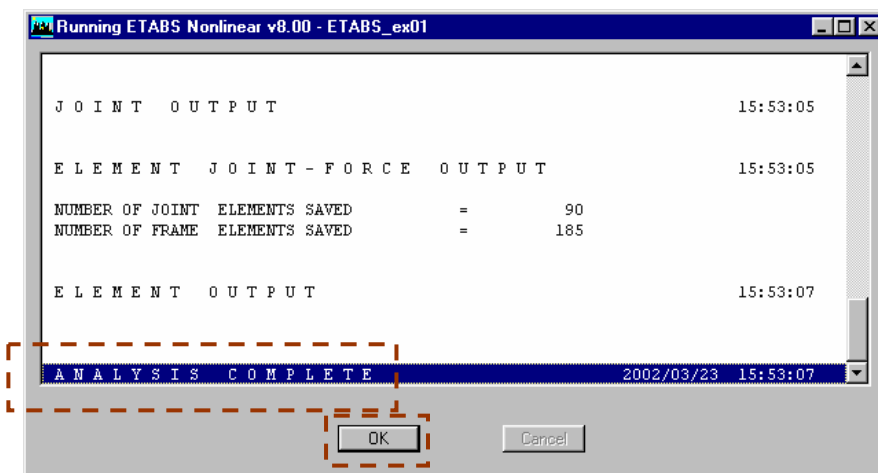 Running ETABS Nonlinear v8.00 - ETABS_ex01
J O I N T   O U T P U T 15:53:05
E L E M E N T   J O I N T - F O R C E   O U T P U T 15:53:05
NUMBER OF JOINT ELEMENTS SAVED = 90
NUMBER OF FRAME ELEMENTS SAVED = 185
E L E M E N T   O U T P U T 15:53:07
A N A L Y S I S   C O M P L E T E 2002/03/23 15:53:07
OK Cancel